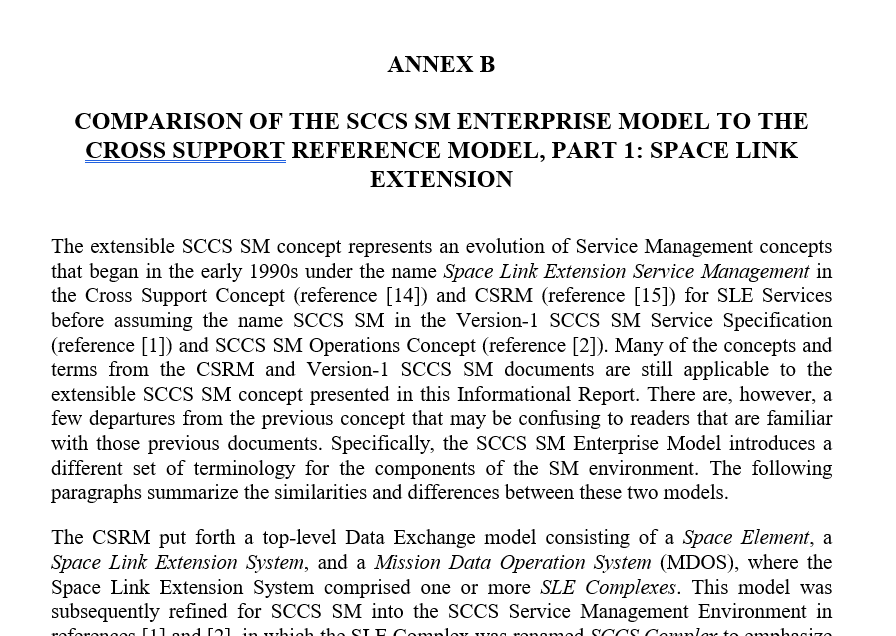 ANNEX B
COMPARISON OF THE SCCS SM ENTERPRISE MODEL TO THE
CROSS SUPPORT REFERENCE MODEL, PART 1: SPACE LINK
EXTENSION
The extensible SCCS SM concept represents an evolution of Service Management concepts
that began in the early 1990s under the name Space Link Extension Service Management in
the Cross Support Concept (reference [14]) and CSRM (reference [15]) for SLE Services
before assuming the name SCCS SM in the Version-1 SCCS SM Service Specification
(reference [1]) and SCCS SM Operations Concept (reference [2]). Many of the concepts and
terms from the CSRM and Version-1 SCCS SM documents are still applicable to the
extensible SCCS SM concept presented in this Informational Report. There are, however, a
few departures from the previous concept that may be confusing to readers that are familiar
with those previous documents. Specifically, the SCCS SM Enterprise Model introduces a
different set of terminology for the components of the SM environment. The following
paragraphs summarize the similarities and differences between these two models.
The CSRM put forth a top-level Data Exchange model consisting of a Space Element, a
Space Link Extension System, and a Mission Data Operation System (MDOS), where the
Space Link Extension System comprised one or more SLE Complexes. This model was
subsequently refined for SCCS SM into the SCCS Service Management Environment in
references [1] and [2], in which the SLE Complex was renamed SCCS Complex to emphasize